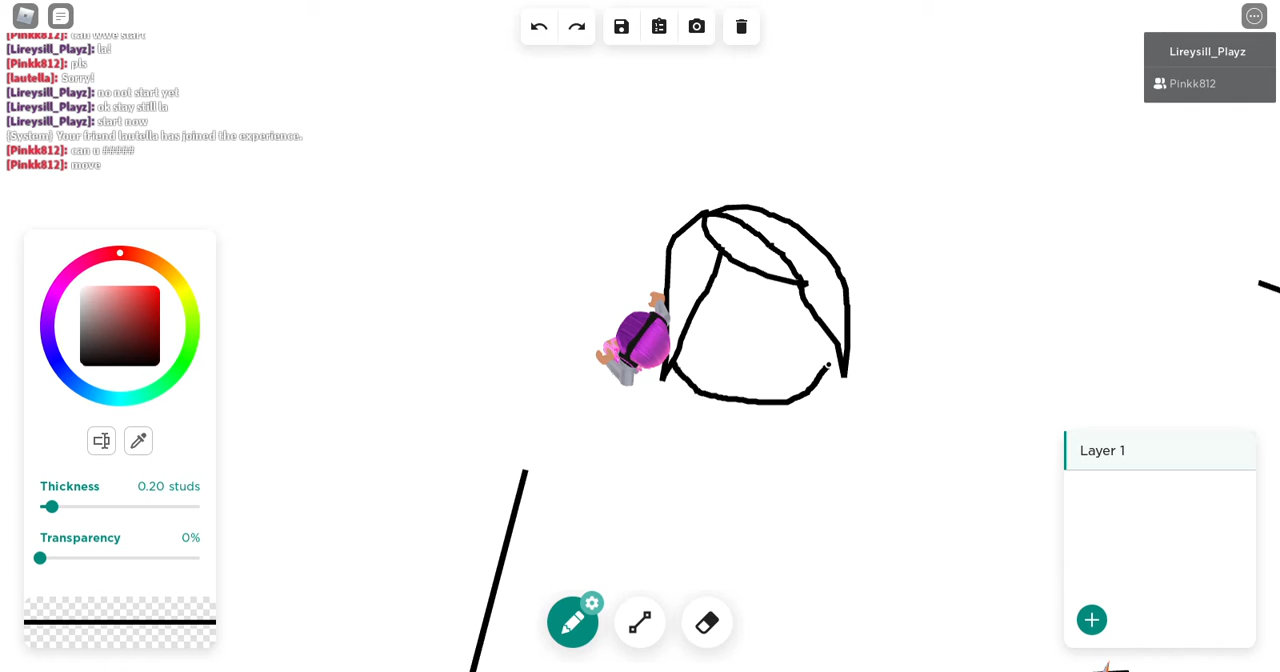 [Pinkk812]: can wwe start
[Lireysill_Playz]: la!
[Pinkk812]: pls
[lautella]: Sorry!
[Lireysill_Playz]: no not start yet
[Lireysill_Playz]: ok stay still la
[Lireysill_Playz]: start now
[System] Your friend lautella has joined the experience.
[Pinkk812]: can u #####
[Pinkk812]: move
Lireysill_Playz
Pinkk812
Thickness 0.20 studs
Transparency 0%
Layer 1